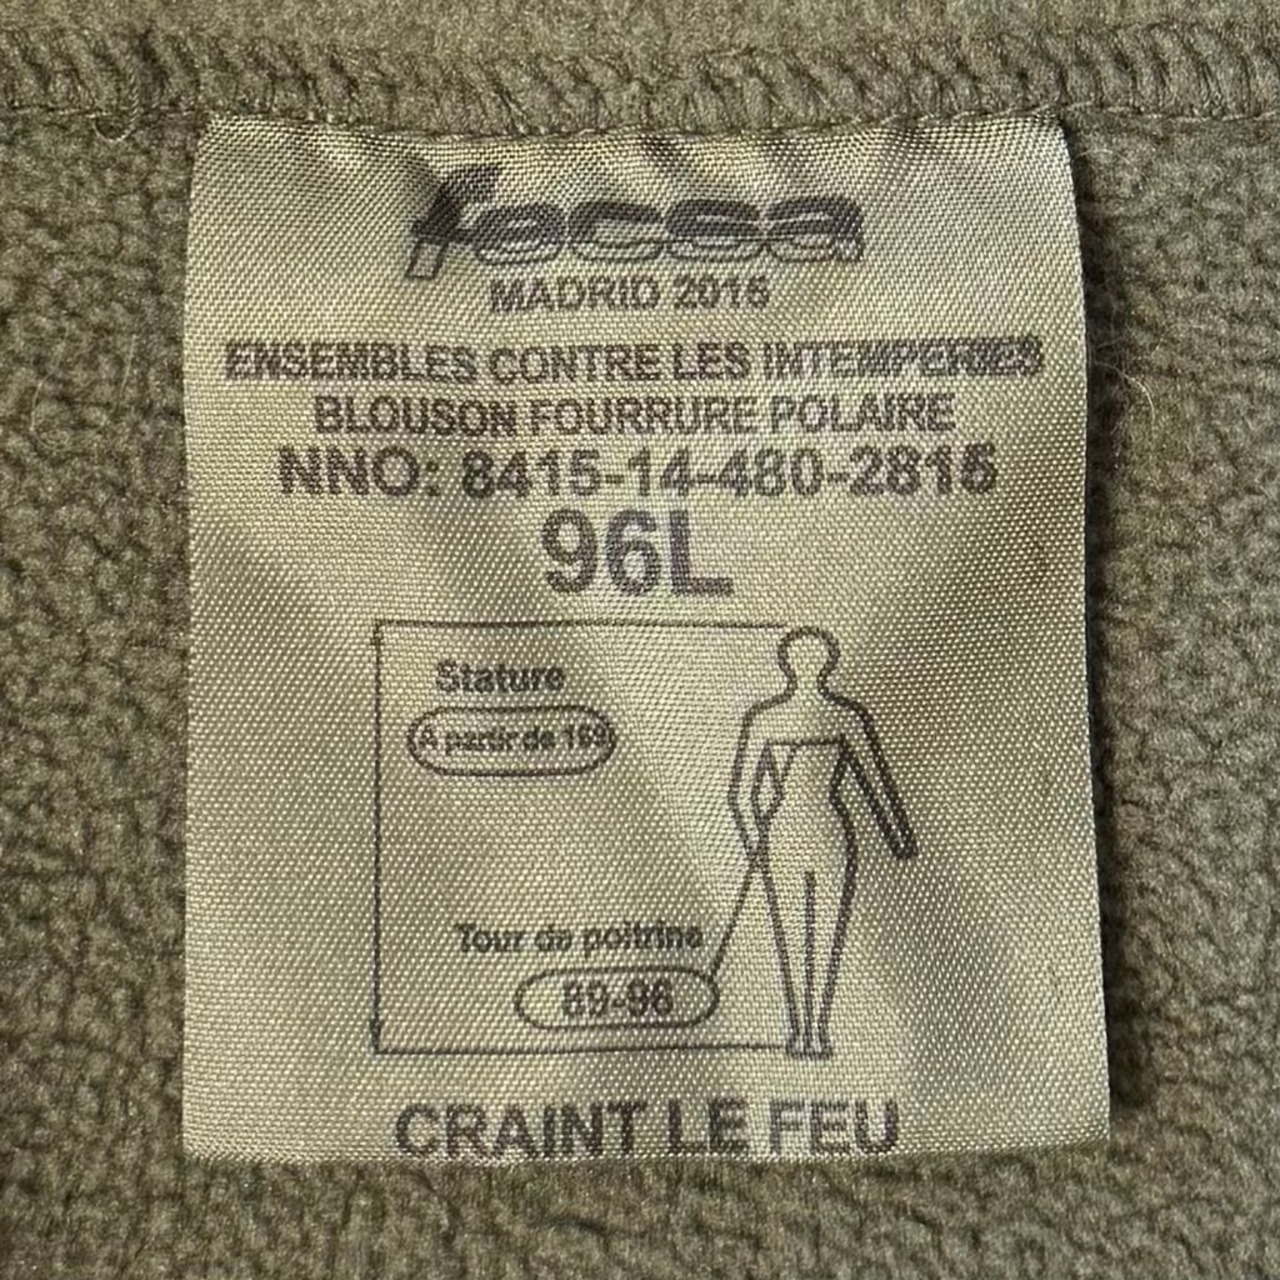 fecsa
MADRID 2016
ENSEMBLES CONTRE LES INTEMPERIES
BLOUSON FOURRURE POLAIRE
NNO: 8415-14-480-2815
96L
Stature
A partir de 169
Tour de poitrine
89-96
CRAINT LE FEU